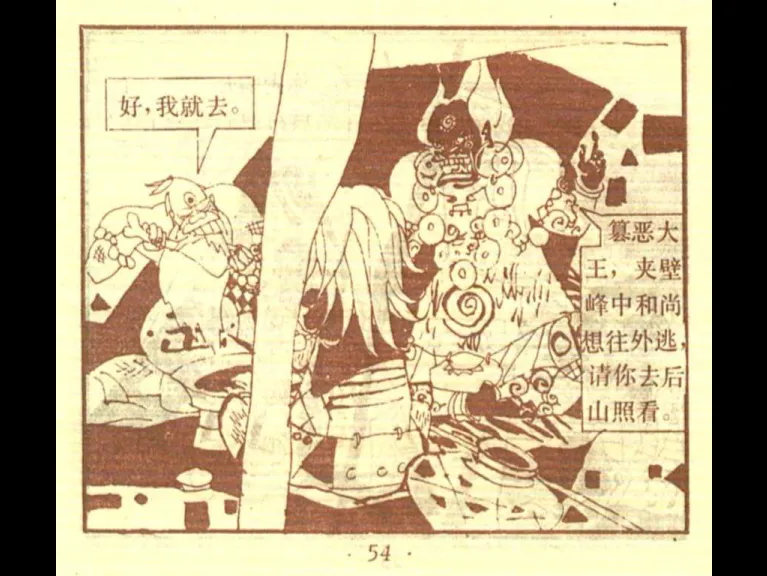 好，我就去。
篡恶大
王，夹壁
峰中和尚
想往外逃，
请你去后
山照看。
·54·